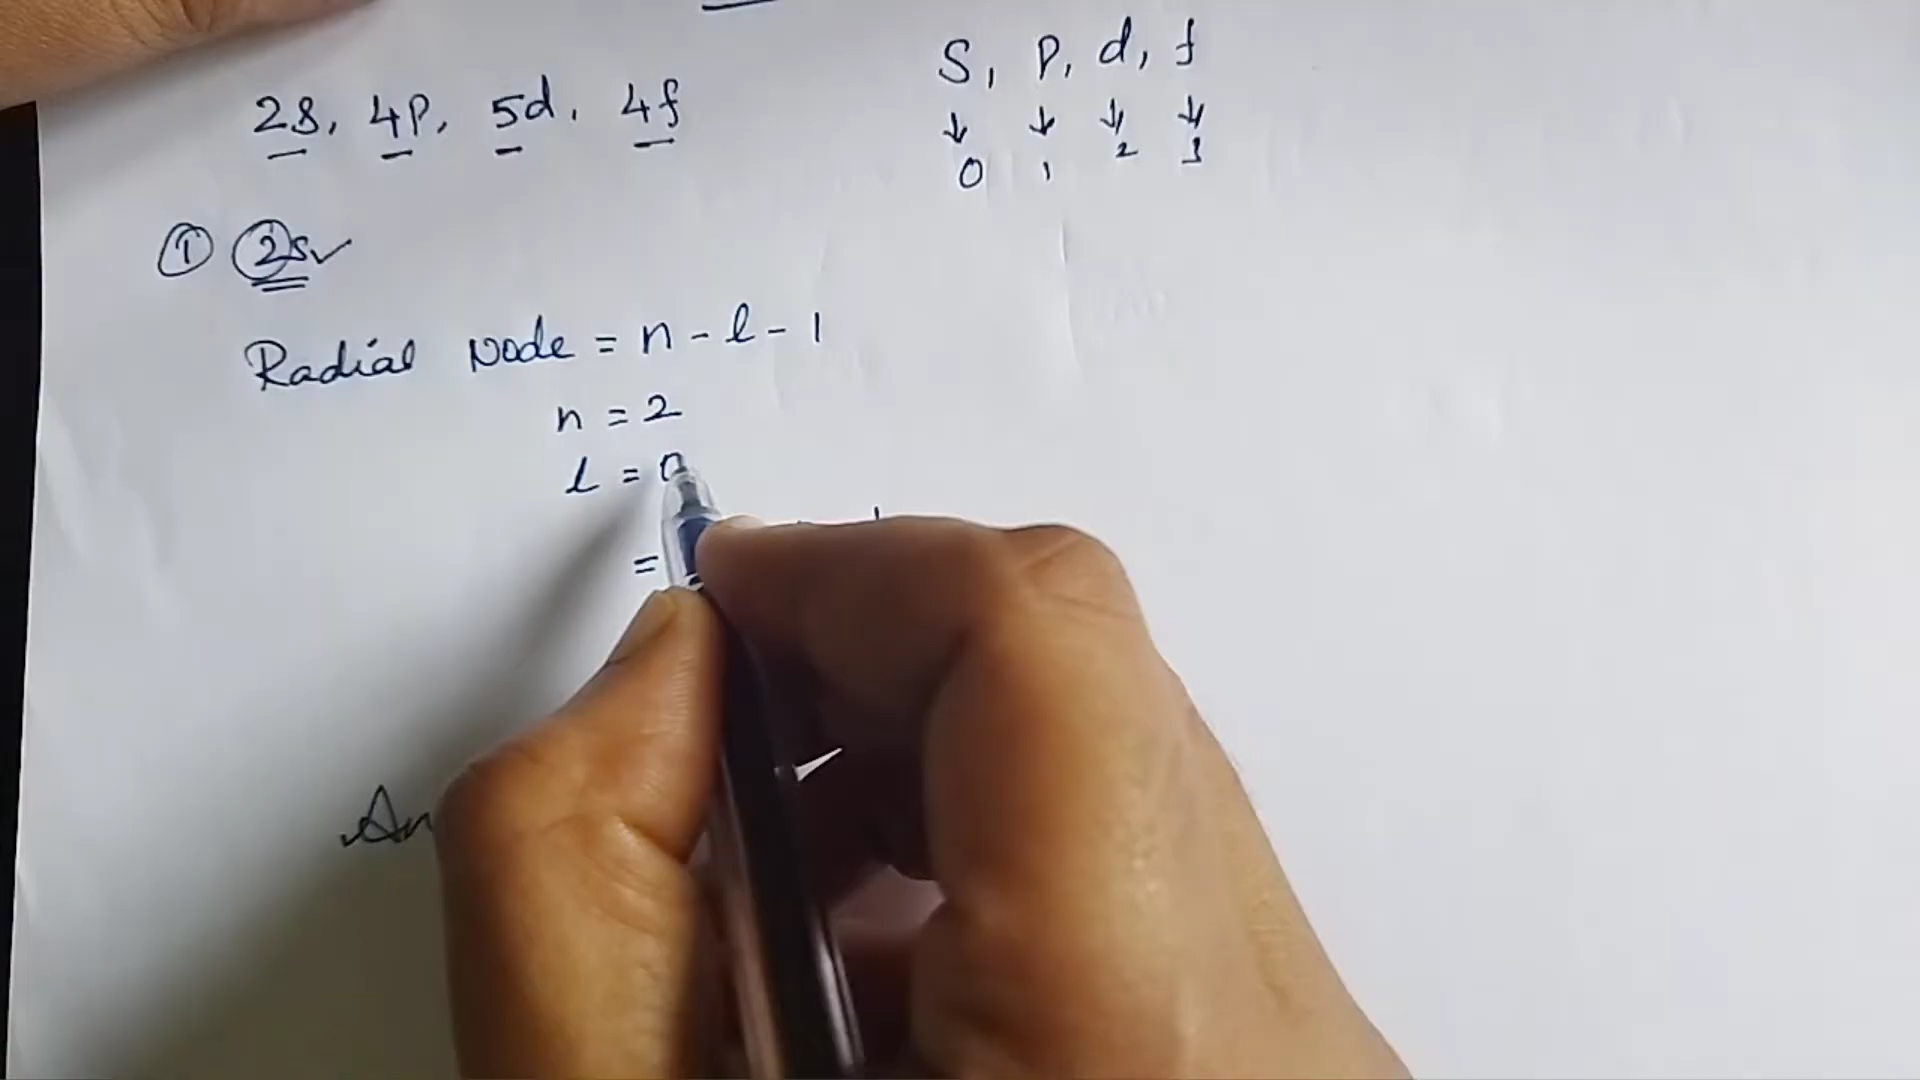 2s, 4p, 5d, 4f
S, P, d, f
↓ ↓ ↓ ↓
0 1 2 3
① 2s✓
Radial Node = n - l - 1
n = 2
l = 0
=